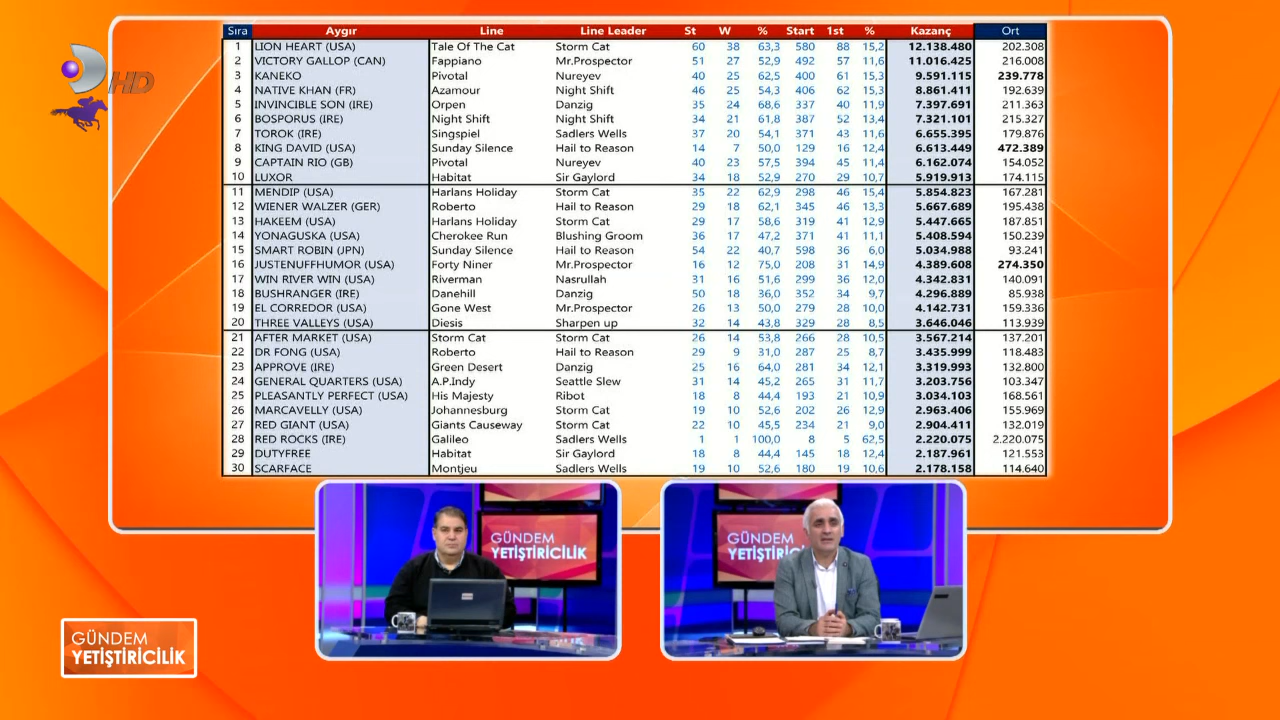 Sıra Aygır Line Line Leader St W % Start 1st % Kazanç Ort
1 LION HEART (USA) Tale Of The Cat Storm Cat 60 38 63,3 580 88 15,2 12.138.480 202.308
2 VICTORY GALLOP (CAN) Fappiano Mr.Prospector 51 27 52,9 492 57 11,6 11.016.425 216.008
3 KANEKO Pivotal Nureyev 40 25 62,5 400 61 15,3 9.591.115 239.778
4 NATIVE KHAN (FR) Azamour Night Shift 46 25 54,3 406 62 15,3 8.861.411 192.639
5 INVINCIBLE SON (IRE) Orpen Danzig 35 24 68,6 337 40 11,9 7.397.691 211.363
6 BOSPORUS (IRE) Night Shift Night Shift 34 21 61,8 387 52 13,4 7.321.101 215.327
7 TOROK (IRE) Singspiel Sadlers Wells 37 20 54,1 371 43 11,6 6.655.395 179.876
8 KING DAVID (USA) Sunday Silence Hail to Reason 14 7 50,0 129 16 12,4 6.613.449 472.389
9 CAPTAIN RIO (GB) Pivotal Nureyev 40 23 57,5 394 45 11,4 6.162.074 154.052
10 LUXOR Habitat Sir Gaylord 34 18 52,9 270 29 10,7 5.919.913 174.115
11 MENDIP (USA) Harlans Holiday Storm Cat 35 22 62,9 298 46 15,4 5.854.823 167.281
12 WIENER WALZER (GER) Roberto Hail to Reason 29 18 62,1 345 46 13,3 5.667.689 195.438
13 HAKEEM (USA) Harlans Holiday Storm Cat 29 17 58,6 319 41 12,9 5.447.665 187.851
14 YONAGUSKA (USA) Cherokee Run Blushing Groom 36 17 47,2 371 41 11,1 5.408.594 150.239
15 SMART ROBIN (JPN) Sunday Silence Hail to Reason 54 22 40,7 598 36 6,0 5.034.988 93.241
16 JUSTENUFFHUMOR (USA) Forty Niner Mr.Prospector 16 12 75,0 208 31 14,9 4.389.608 274.350
17 WIN RIVER WIN (USA) Riverman Nasrullah 31 16 51,6 299 36 12,0 4.342.831 140.091
18 BUSHRANGER (IRE) Danehill Danzig 50 18 36,0 352 34 9,7 4.296.889 85.938
19 EL CORREDOR (USA) Gone West Mr.Prospector 26 13 50,0 279 28 10,0 4.142.731 159.336
20 THREE VALLEYS (USA) Diesis Sharpen up 32 14 43,8 329 28 8,5 3.646.046 113.939
21 AFTER MARKET (USA) Storm Cat Storm Cat 26 14 53,8 266 28 10,5 3.567.214 137.201
22 DR FONG (USA) Roberto Hail to Reason 29 9 31,0 287 25 8,7 3.435.999 118.483
23 APPROVE (IRE) Green Desert Danzig 25 16 64,0 281 34 12,1 3.319.993 132.800
24 GENERAL QUARTERS (USA) A.P.Indy Seattle Slew 31 14 45,2 265 31 11,7 3.203.756 103.347
25 PLEASANTLY PERFECT (USA) His Majesty Ribot 18 8 44,4 193 21 10,9 3.034.103 168.561
26 MARCAVELLY (USA) Johannesburg Storm Cat 19 10 52,6 202 26 12,9 2.963.406 155.969
27 RED GIANT (USA) Giants Causeway Storm Cat 22 10 45,5 234 21 9,0 2.904.411 132.019
28 RED ROCKS (IRE) Galileo Sadlers Wells 1 1 100,0 8 5 62,5 2.220.075 2.220.075
29 DUTYFREE Habitat Sir Gaylord 18 8 44,4 145 18 12,4 2.187.961 121.553
30 SCARFACE Montjeu Sadlers Wells 19 10 52,6 180 19 10,6 2.178.158 114.640
HD
GÜNDEM
YETİŞTİRİCİLİK
GÜNDEM
YETİŞTİRİCİ
GÜNDEM
YETİŞTİRİCİLİK